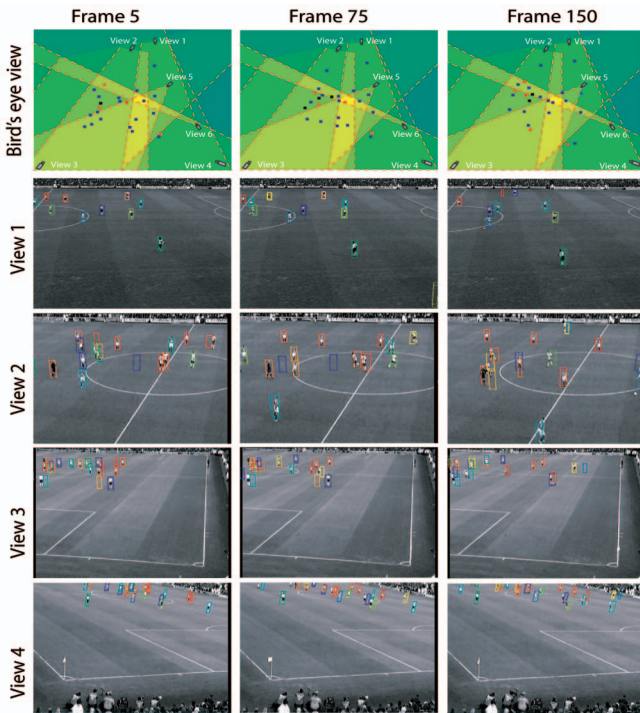 Frame 5 Frame 75 Frame 150
Bird's eye view
View 2 View 1 View 2 View 1 View 2 View 1
View 5 View 5 View 5
View 6 View 6 View 6
View 3 View 4 View 3 View 4 View 3 View 4
View 1
View 2
View 3
View 4